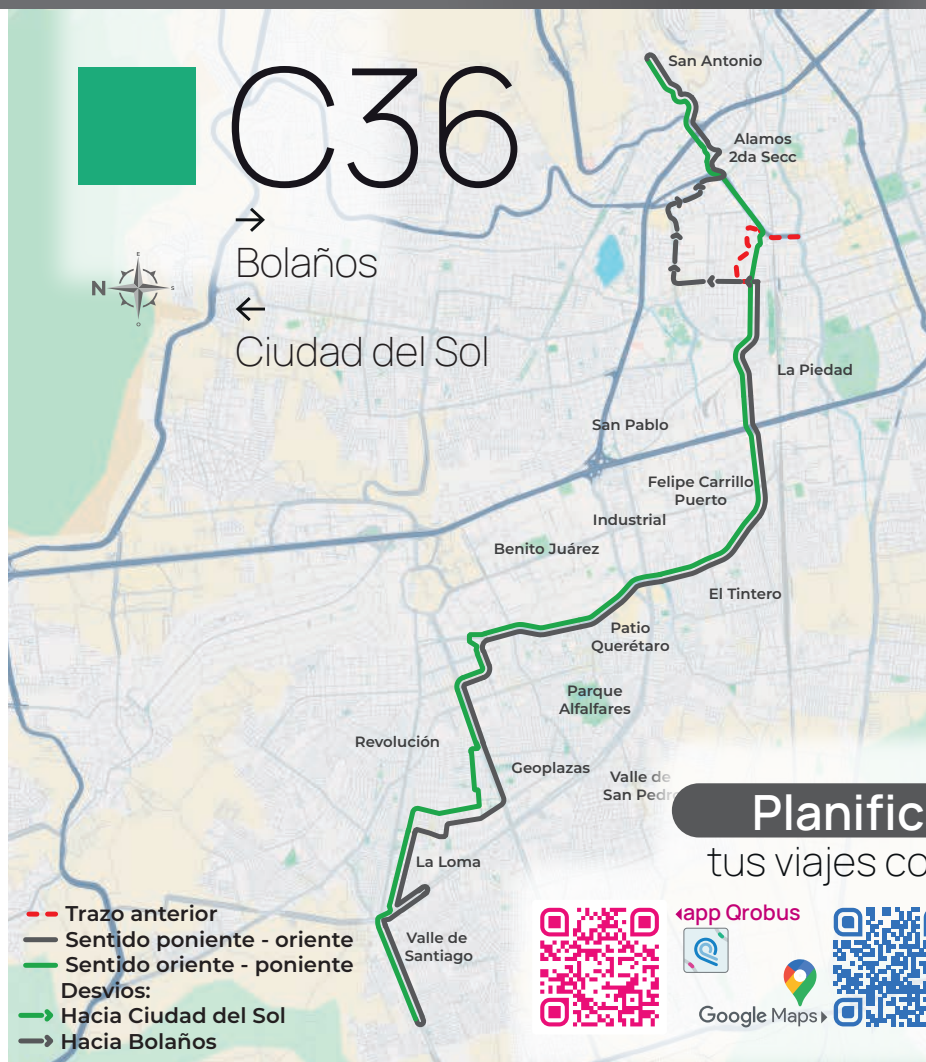 C36
→
Bolaños
←
Ciudad del Sol
E
N
S
O
San Antonio
Alamos
2da Secc
La Piedad
San Pablo
Felipe Carrillo
Puerto
Industrial
Benito Juárez
El Tintero
Patio
Querétaro
Parque
Alfalfares
Revolución
Geoplazas
Valle de
San Pedro
La Loma
Valle de
Santiago
Planific
tus viajes co
app Qrobus
Google Maps
Trazo anterior
Sentido poniente - oriente
Sentido oriente - poniente
Desvios:
Hacia Ciudad del Sol
Hacia Bolaños